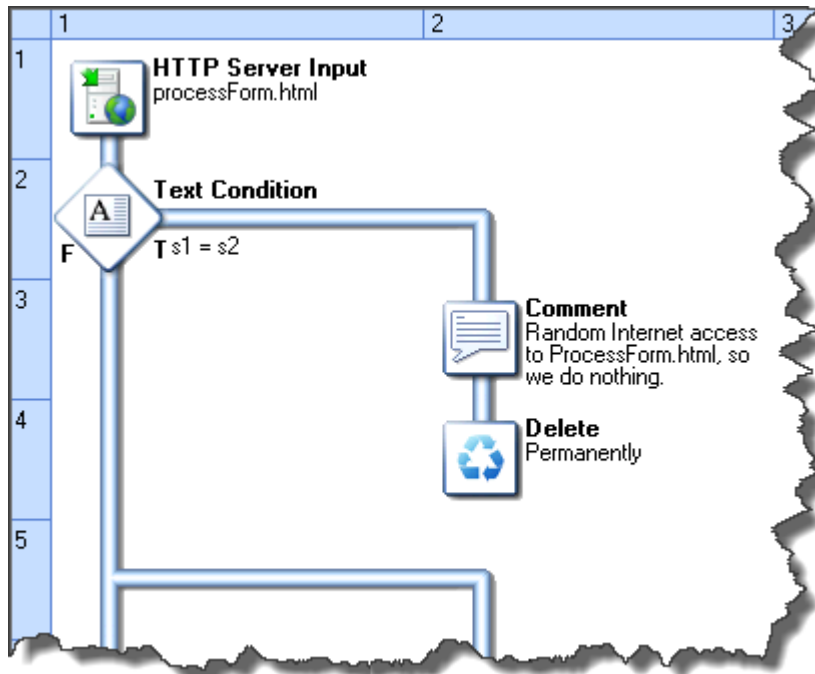 1 2 3
1
HTTP Server Input
processForm.html
2
Text Condition
A
F T s1 = s2
3
Comment
Random Internet access
to ProcessForm.html, so
we do nothing.
4
Delete
Permanently
5